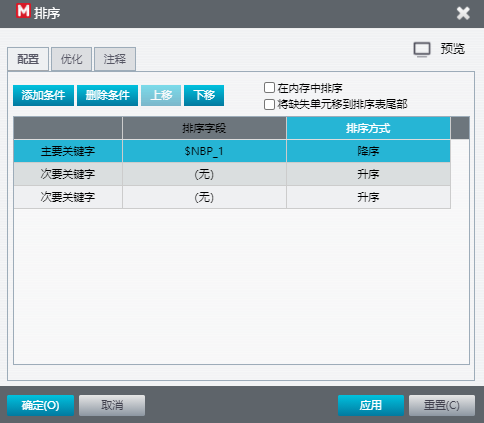 M 排序
预览
配置 优化 注释
添加条件 删除条件 上移 下移
在内存中排序
将缺失单元移到排序表尾部
排序字段 排序方式
主要关键字 $NBP_1 降序
次要关键字 (无) 升序
次要关键字 (无) 升序
确定(O) 取消 应用 重置(C)